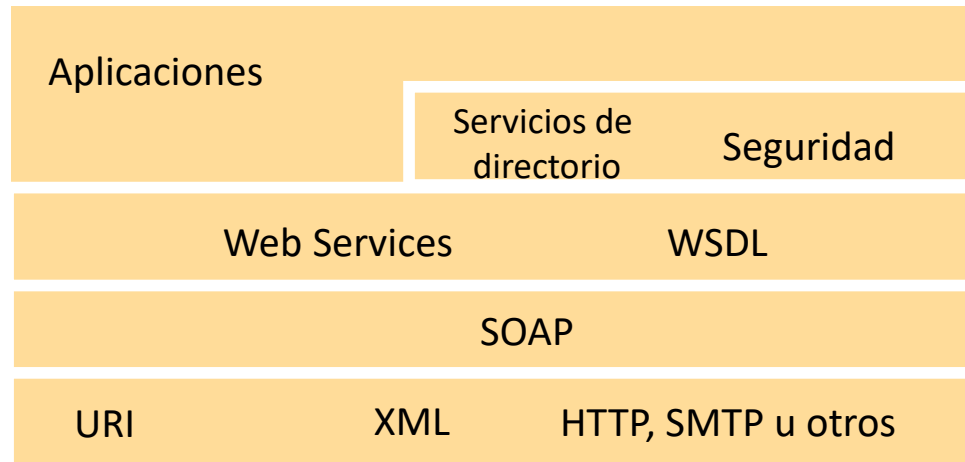 Aplicaciones
Servicios de
directorio
Seguridad
Web Services
WSDL
SOAP
URI
XML
HTTP, SMTP u otros